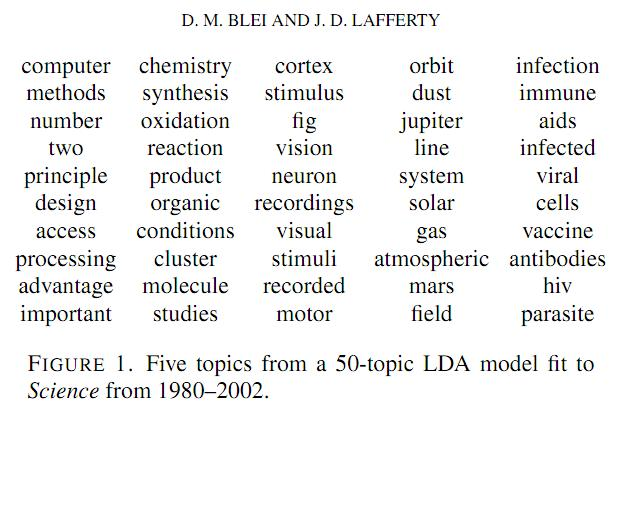 D. M. BLEI AND J. D. LAFFERTY
computer chemistry cortex orbit infection
methods synthesis stimulus dust immune
number oxidation fig jupiter aids
two reaction vision line infected
principle product neuron system viral
design organic recordings solar cells
access conditions visual gas vaccine
processing cluster stimuli atmospheric antibodies
advantage molecule recorded mars hiv
important studies motor field parasite
FIGURE 1. Five topics from a 50-topic LDA model fit to
Science from 1980–2002.